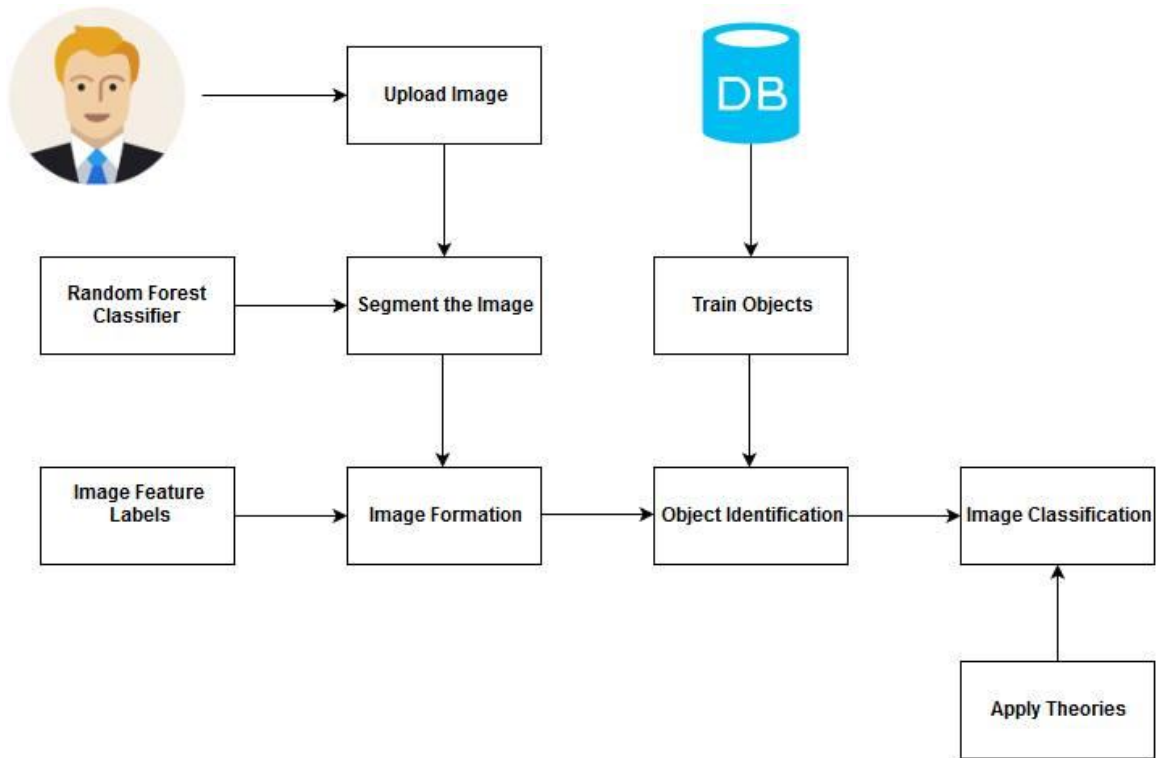 Upload Image
DB
Random Forest
Classifier
Segment the Image
Train Objects
Image Feature
Labels
Image Formation
Object Identification
Image Classification
Apply Theories